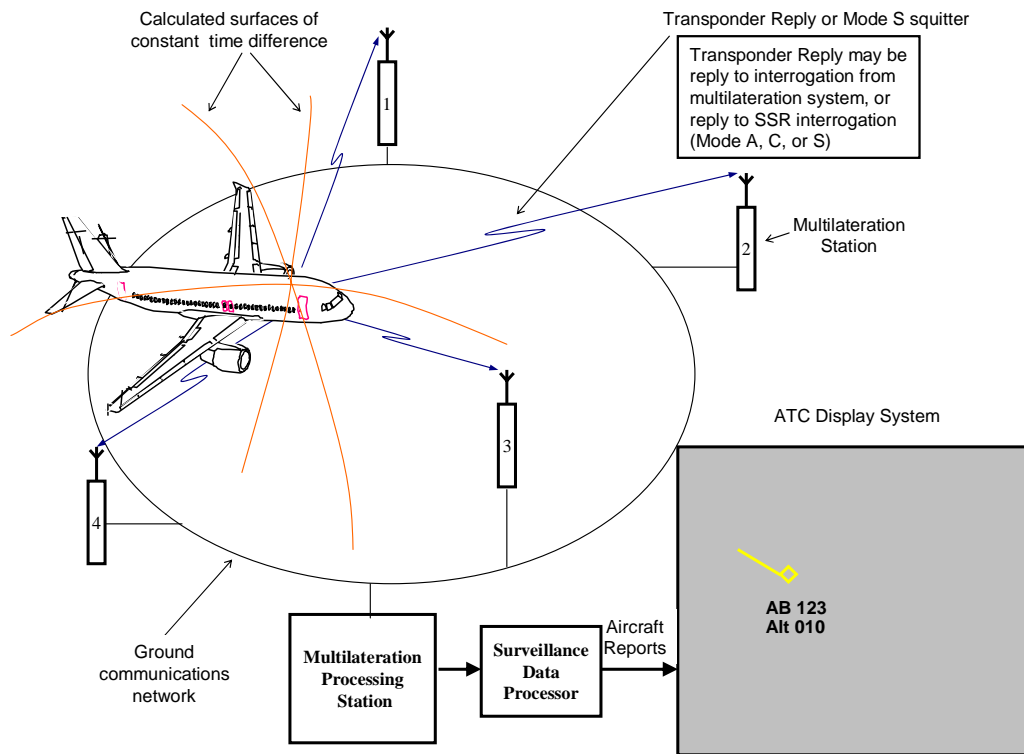 Calculated surfaces of
constant time difference
Transponder Reply or Mode S squitter
Transponder Reply may be
reply to interrogation from
multilateration system, or
reply to SSR interrogation
(Mode A, C, or S)
1
2
Multilateration
Station
3
4
ATC Display System
AB 123
Alt 010
Ground
communications
network
Multilateration
Processing
Station
Surveillance
Data
Processor
Aircraft
Reports